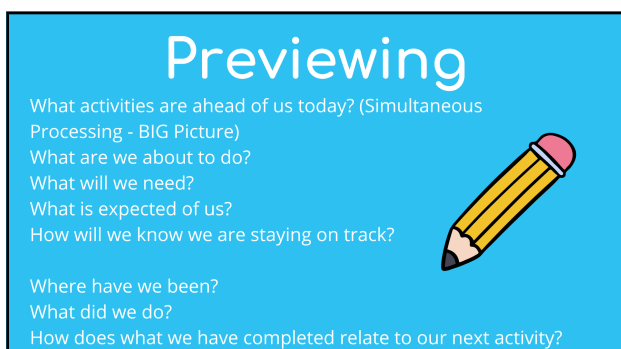 Previewing
What activities are ahead of us today? (Simultaneous
Processing - BIG Picture)
What are we about to do?
What will we need?
What is expected of us?
How will we know we are staying on track?
Where have we been?
What did we do?
How does what we have completed relate to our next activity?